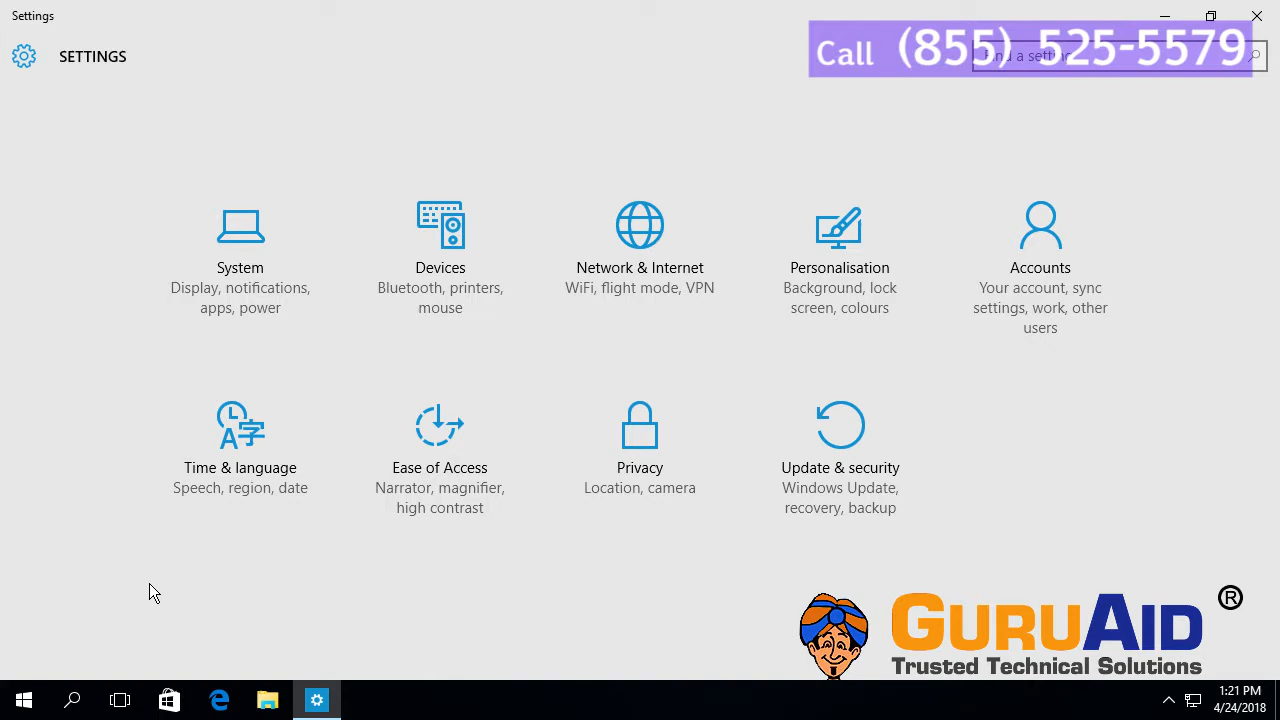 Settings
SETTINGS
Call (855) 525-5579
Find a setting
System
Display, notifications,
apps, power
Devices
Bluetooth, printers,
mouse
Network & Internet
WiFi, flight mode, VPN
Personalisation
Background, lock
screen, colours
Accounts
Your account, sync
settings, work, other
users
Time & language
Speech, region, date
Ease of Access
Narrator, magnifier,
high contrast
Privacy
Location, camera
Update & security
Windows Update,
recovery, backup
GURUAID ®
Trusted Technical Solutions
1:21 PM
4/24/2018